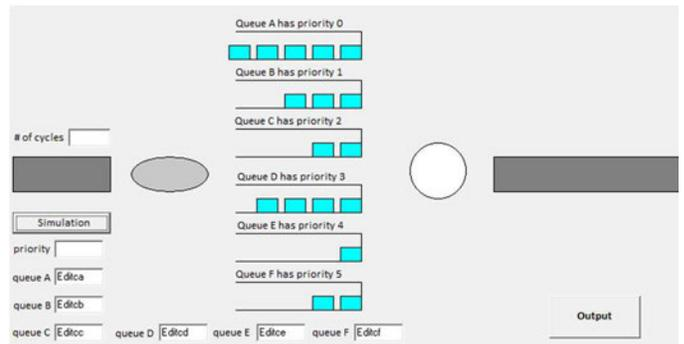 Queue A has priority 0
Queue B has priority 1
Queue C has priority 2
# of cycles
Queue D has priority 3
Simulation
Queue E has priority 4
priority
Queue F has priority 5
queue A Editca
queue B Editcb
Output
queue C Editcc queue D Editcd queue E Editce queue F Editcf